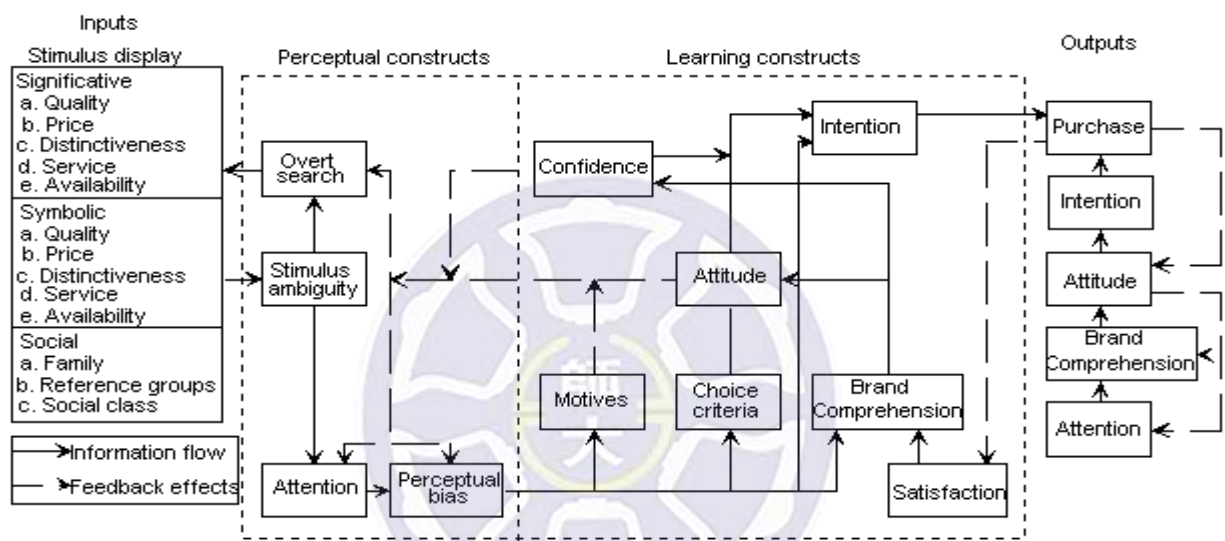 Inputs
Stimulus display
Significative
a. Quality
b. Price
c. Distinctiveness
d. Service
e. Availability
Symbolic
a. Quality
b. Price
c. Distinctiveness
d. Service
e. Availability
Social
a. Family
b. Reference groups
c. Social class
Information flow
Feedback effects
Perceptual constructs
Overt
search
Stimulus
ambiguity
Attention
Perceptual
bias
Learning constructs
Confidence
Intention
Attitude
Motives
Choice
criteria
Brand
Comprehension
Satisfaction
Outputs
Purchase
Intention
Attitude
Brand
Comprehension
Attention
師
大